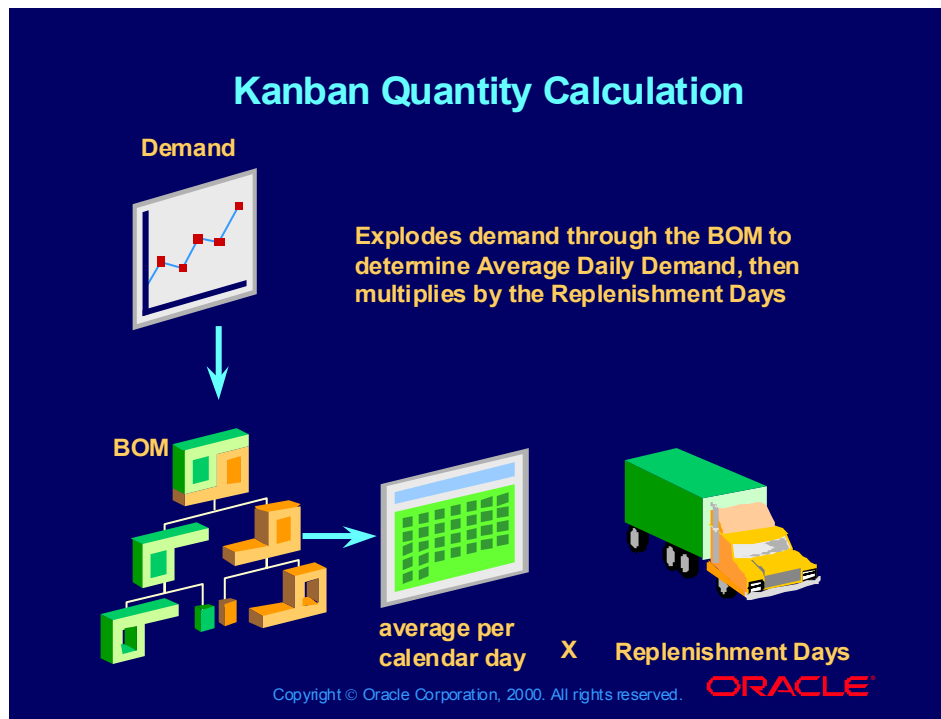 Kanban Quantity Calculation
Demand
Explodes demand through the BOM to
determine Average Daily Demand, then
multiplies by the Replenishment Days
BOM
average per
calendar day
X
Replenishment Days
Copyright © Oracle Corporation, 2000. All rights reserved.
ORACLE